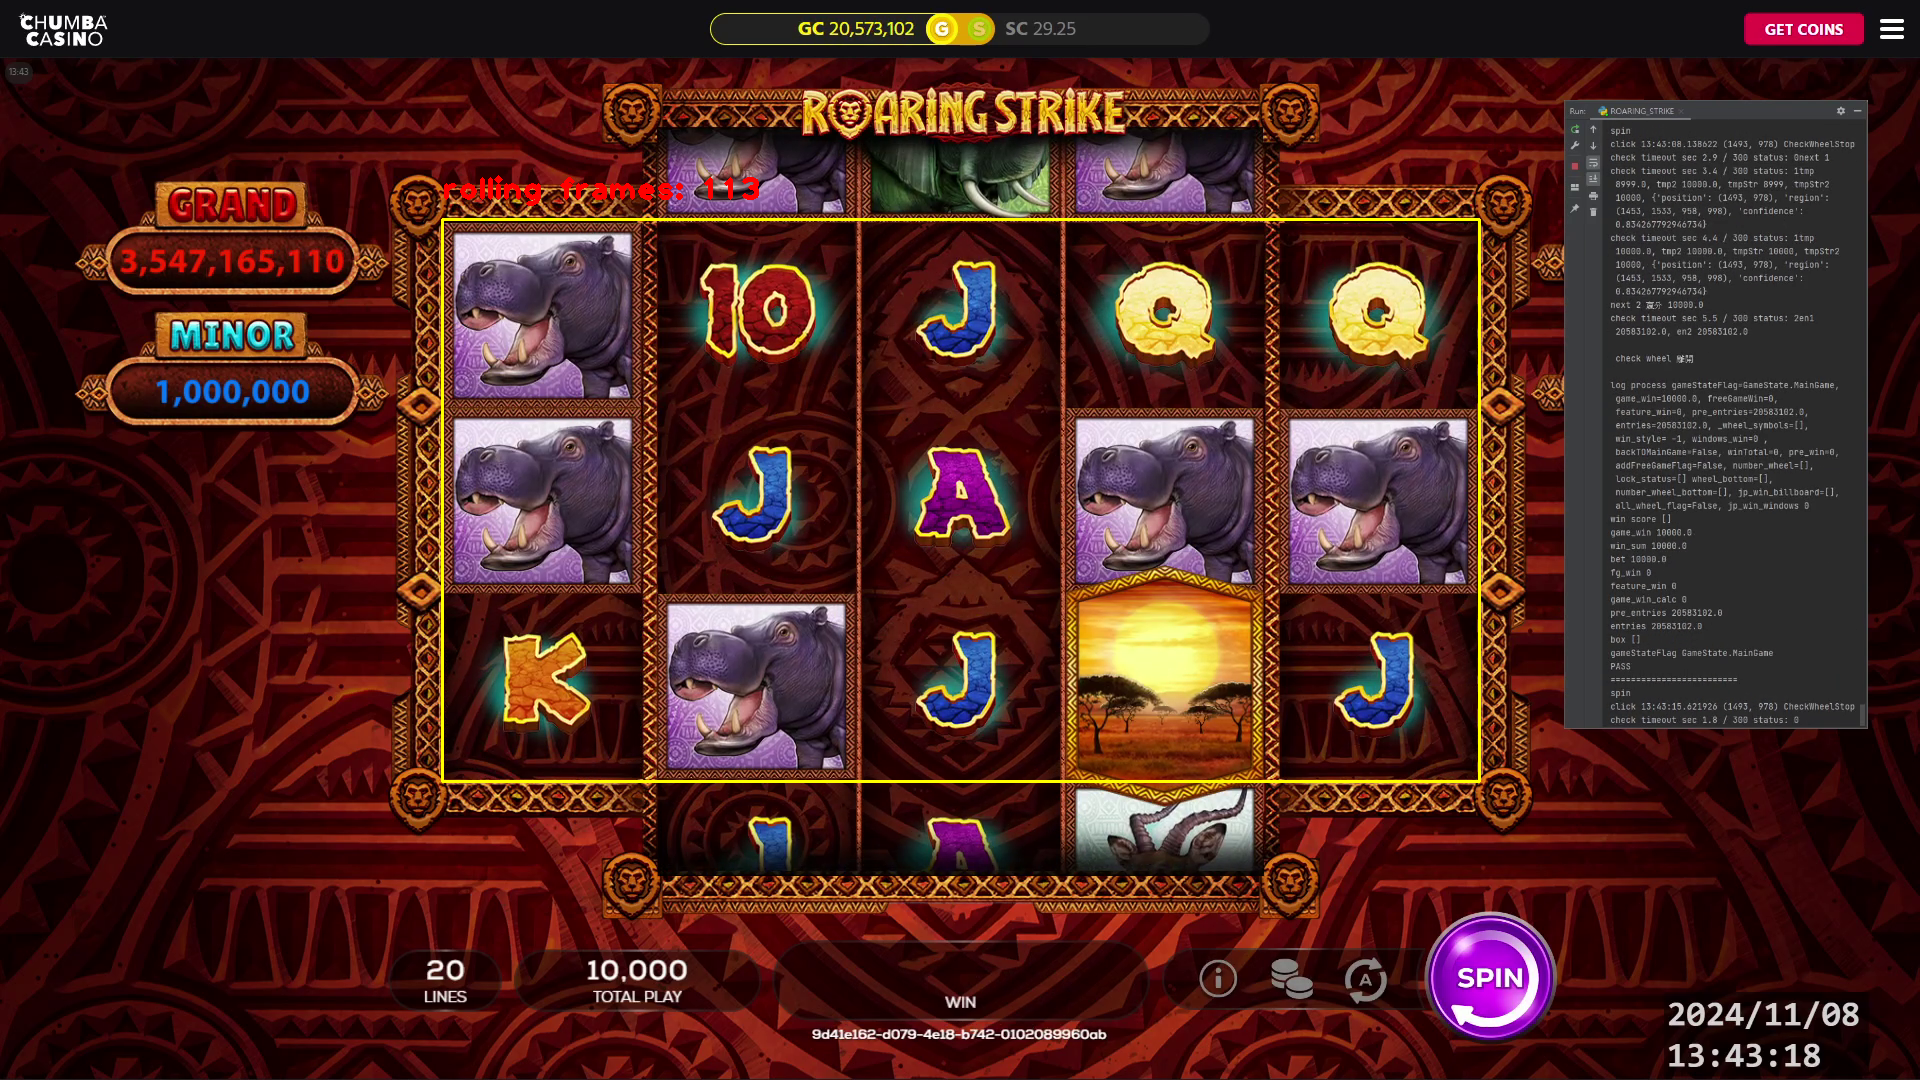 CHUMBA
CASINO
GC 20,573,102 G S SC 29.25
GET COINS
13:43
ROARING STRIKE
rolling frames: 113
GRAND
3,547,165,110
MINOR
1,000,000
10 J Q Q
J A
K J J
J A
20
LINES
10,000
TOTAL PLAY
WIN
9d41e162-d079-4e18-b742-0102089960ab
A
SPIN
2024/11/08
13:43:18
Run: ROARING_STRIKE
spin
click 13:43:08.138622 (1493, 978) CheckWheelStop
check timeout sec 2.9 / 300 status: 0next 1
check timeout sec 3.4 / 300 status: 1tmp
8999.0, tmp2 10000.0, tmpStr 8999, tmpStr2
10000, {'position': (1493, 978), 'region':
(1453, 1533, 958, 998), 'confidence':
0.834267792946734}
check timeout sec 4.4 / 300 status: 1tmp
10000.0, tmp2 10000.0, tmpStr 10000, tmpStr2
10000, {'position': (1493, 978), 'region':
(1453, 1533, 958, 998), 'confidence':
0.834267792946734}
next 2 贏分 10000.0
check timeout sec 5.5 / 300 status: 2en1
20583102.0, en2 20583102.0
check wheel 離開
log process gameStateFlag=GameState.MainGame,
game_win=10000.0, freeGameWin=0,
feature_win=0, pre_entries=20583102.0,
entries=20583102.0, _wheel_symbols=[],
win_style= -1, windows_win=0 ,
backTOMainGame=False, winTotal=0, pre_win=0,
addFreeGameFlag=False, number_wheel=[],
lock_status=[] wheel_bottom=[],
number_wheel_bottom=[], jp_win_billboard=[],
all_wheel_flag=False, jp_win_windows 0
win score []
game_win 10000.0
win_sum 10000.0
bet 10000.0
fg_win 0
feature_win 0
game_win_calc 0
pre_entries 20583102.0
entries 20583102.0
box []
gameStateFlag GameState.MainGame
PASS
=========================
spin
click 13:43:15.621926 (1493, 978) CheckWheelStop
check timeout sec 1.8 / 300 status: 0